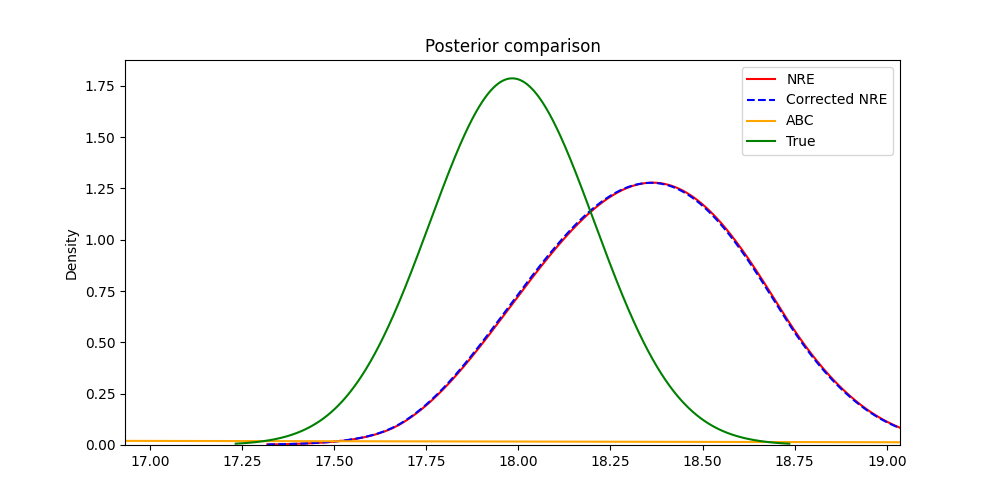 Posterior comparison
NRE
Corrected NRE
ABC
True
Density
1.75
1.50
1.25
1.00
0.75
0.50
0.25
0.00
17.00 17.25 17.50 17.75 18.00 18.25 18.50 18.75 19.00